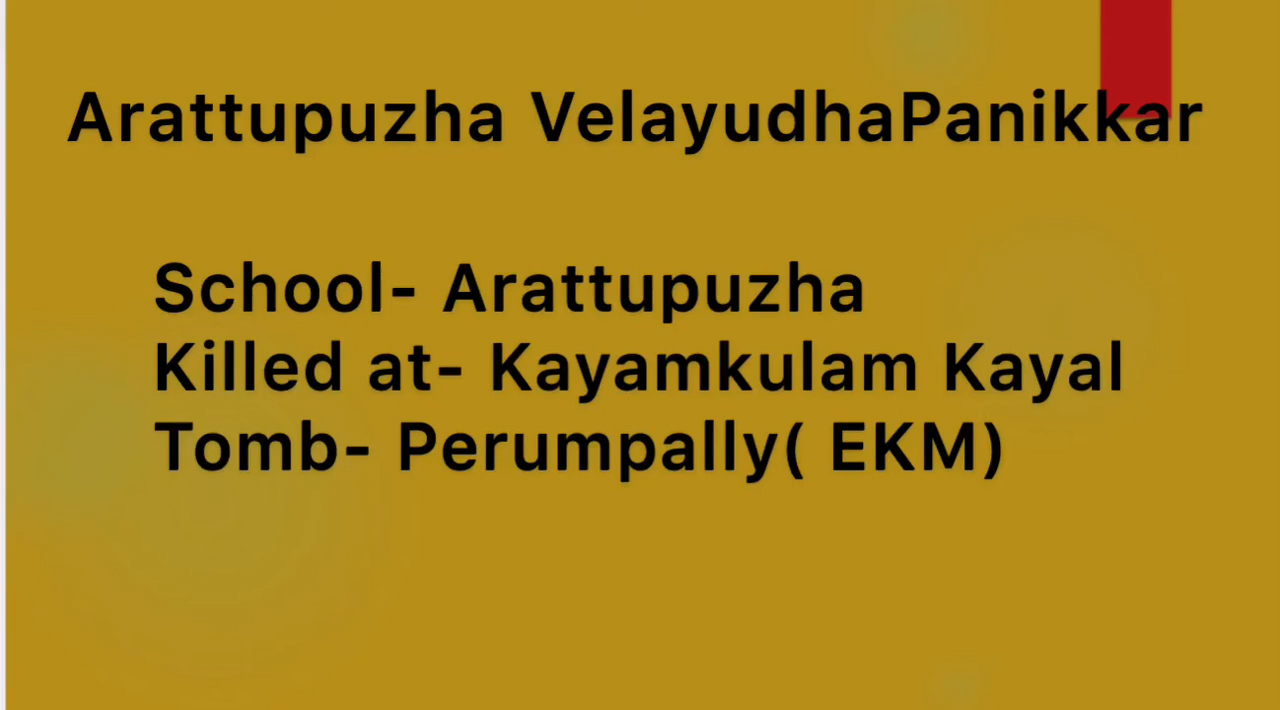 Arattupuzha VelayudhaPanikkar
School- Arattupuzha
Killed at- Kayamkulam Kayal
Tomb- Perumpally( EKM)